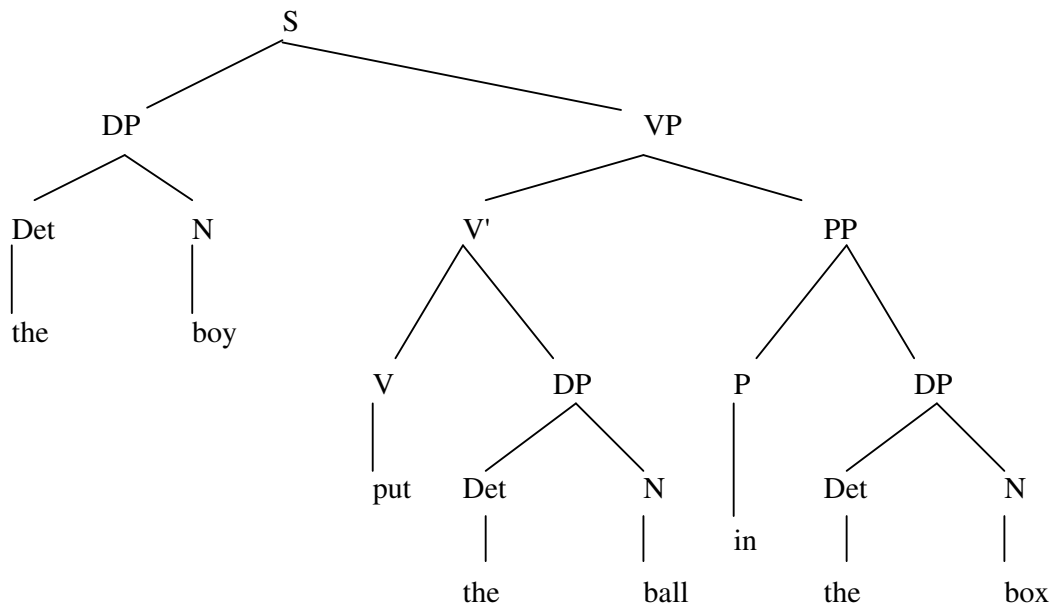 S
DP VP
Det N V' PP
the boy
V DP P DP
put Det N Det N
in
the ball the box